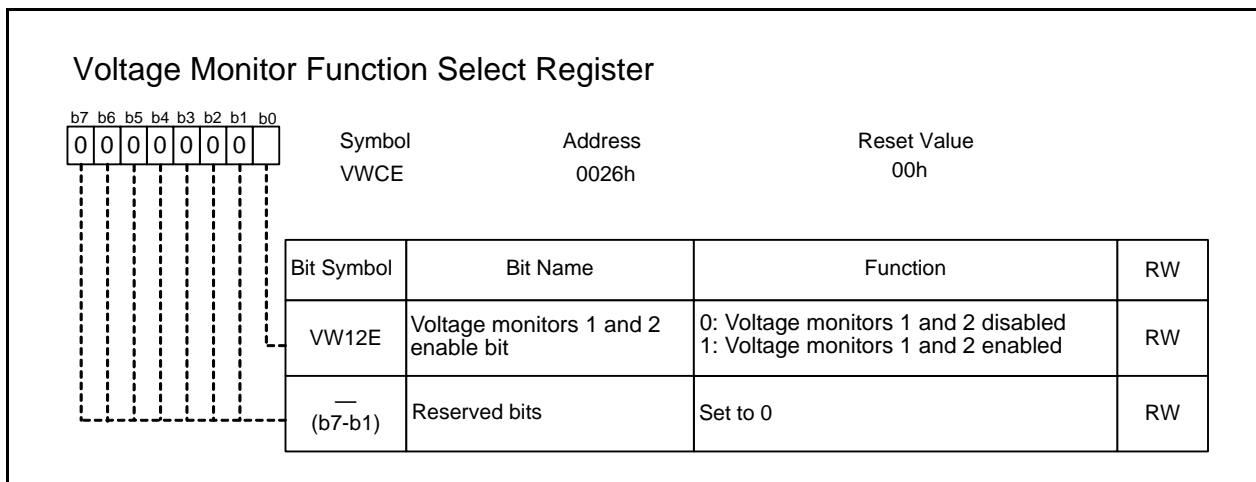 Voltage Monitor Function Select Register
b7 b6 b5 b4 b3 b2 b1 b0
0 0 0 0 0 0 0
Symbol Address Reset Value
VWCE 0026h 00h
Bit Symbol Bit Name Function RW
VW12E
Voltage monitors 1 and 2
enable bit
0: Voltage monitors 1 and 2 disabled
1: Voltage monitors 1 and 2 enabled
RW
—
(b7-b1)
Reserved bits
Set to 0
RW